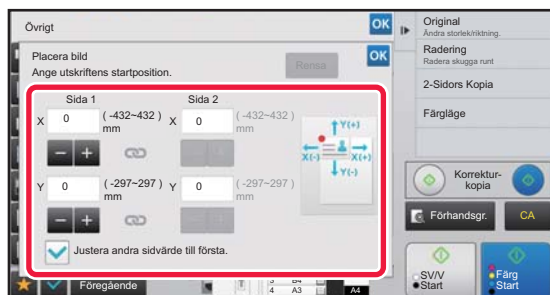 Övrigt
OK
Placera bild
OK
Ange utskriftens startposition.
Rensa
Sida 1
Sida 2
X 0 ( -432~432 ) mm
X 0 ( -432~432 ) mm
Y 0 ( -297~297 ) mm
Y 0 ( -297~297 ) mm
Y(+)
X(-) X(+)
Y(-)
Justera andra sidvärde till första.
Föregående
4 A3
A4
Original
Ändra storlek/riktning.
Radering
Radera skugga runt
2-Sidors Kopia
Färgläge
Korrektur-
kopia
Förhandsgr.
CA
SV/V
Start
Färg
Start